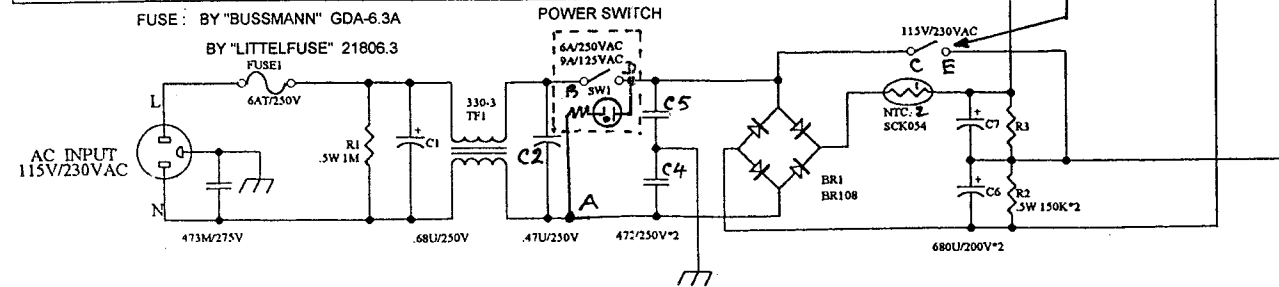 FUSE : BY "BUSSMANN" GDA-6.3A
BY "LITTELFUSE" 21806.3
POWER SWITCH
6A/250VAC
9A/125VAC
115V/230VAC
FUSE1
6AT/250V
L
N
AC INPUT
115V/230VAC
473M/275V
R1
.5W 1M
+
C1
.68U/250V
330-3
TF1
C2
.47U/250V
SW1
B
D
A
C5
C4
472/250V*2
BR1
BR108
C E
NTC. 2
SCK054
+
C7
R3
+
C6
R2
.5W 150K*2
680U/200V*2